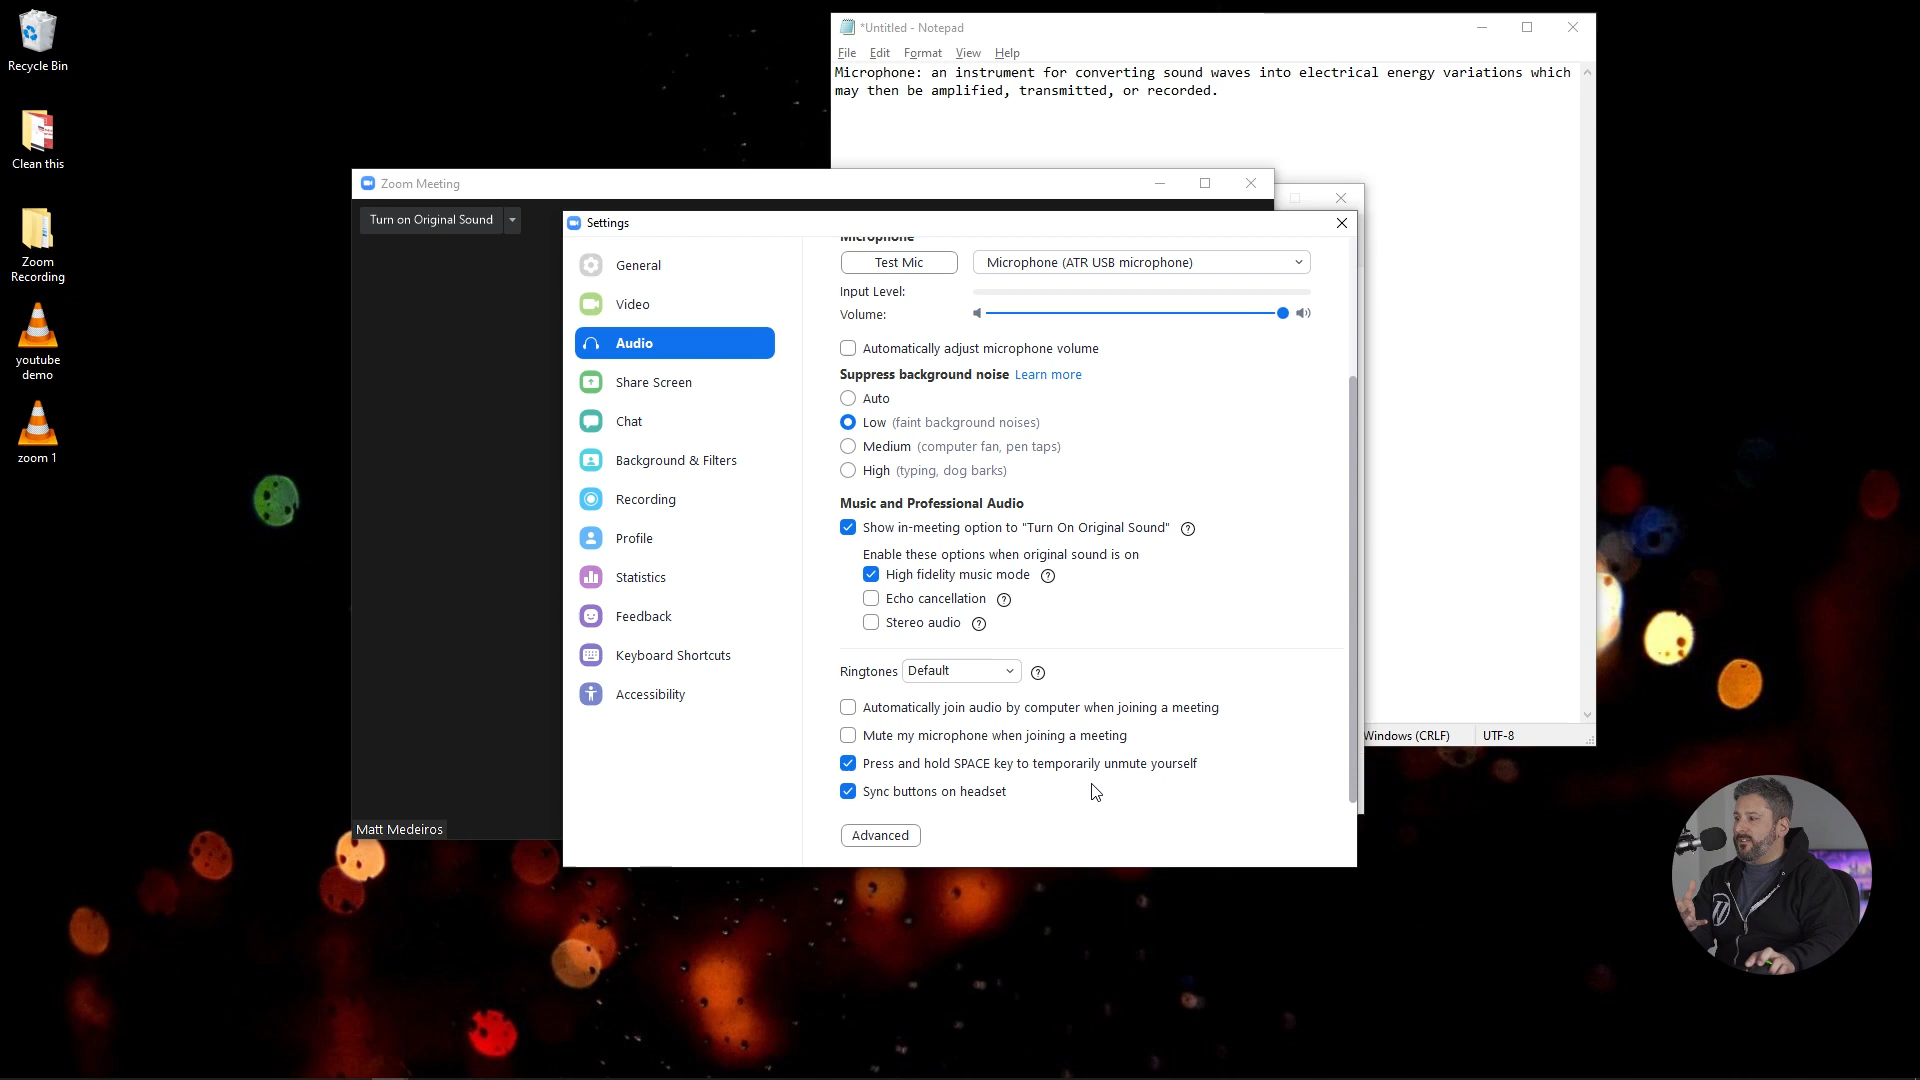 Recycle Bin
Clean this
Zoom
Recording
youtube
demo
zoom 1
*Untitled - Notepad
File Edit Format View Help
Microphone: an instrument for converting sound waves into electrical energy variations which
may then be amplified, transmitted, or recorded.
Windows (CRLF) UTF-8
Zoom Meeting
Turn on Original Sound
Matt Medeiros
Settings
General
Video
Audio
Share Screen
Chat
Background & Filters
Recording
Profile
Statistics
Feedback
Keyboard Shortcuts
Accessibility
Microphone
Test Mic Microphone (ATR USB microphone)
Input Level:
Volume:
Automatically adjust microphone volume
Suppress background noise Learn more
Auto
Low (faint background noises)
Medium (computer fan, pen taps)
High (typing, dog barks)
Music and Professional Audio
Show in-meeting option to "Turn On Original Sound" ?
Enable these options when original sound is on
High fidelity music mode ?
Echo cancellation ?
Stereo audio ?
Ringtones Default ?
Automatically join audio by computer when joining a meeting
Mute my microphone when joining a meeting
Press and hold SPACE key to temporarily unmute yourself
Sync buttons on headset
Advanced